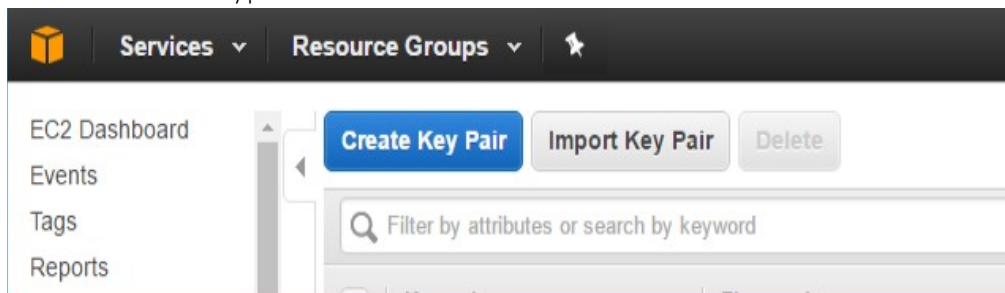 Services
Resource Groups
EC2 Dashboard
Events
Tags
Reports
Create Key Pair
Import Key Pair
Delete
Filter by attributes or search by keyword